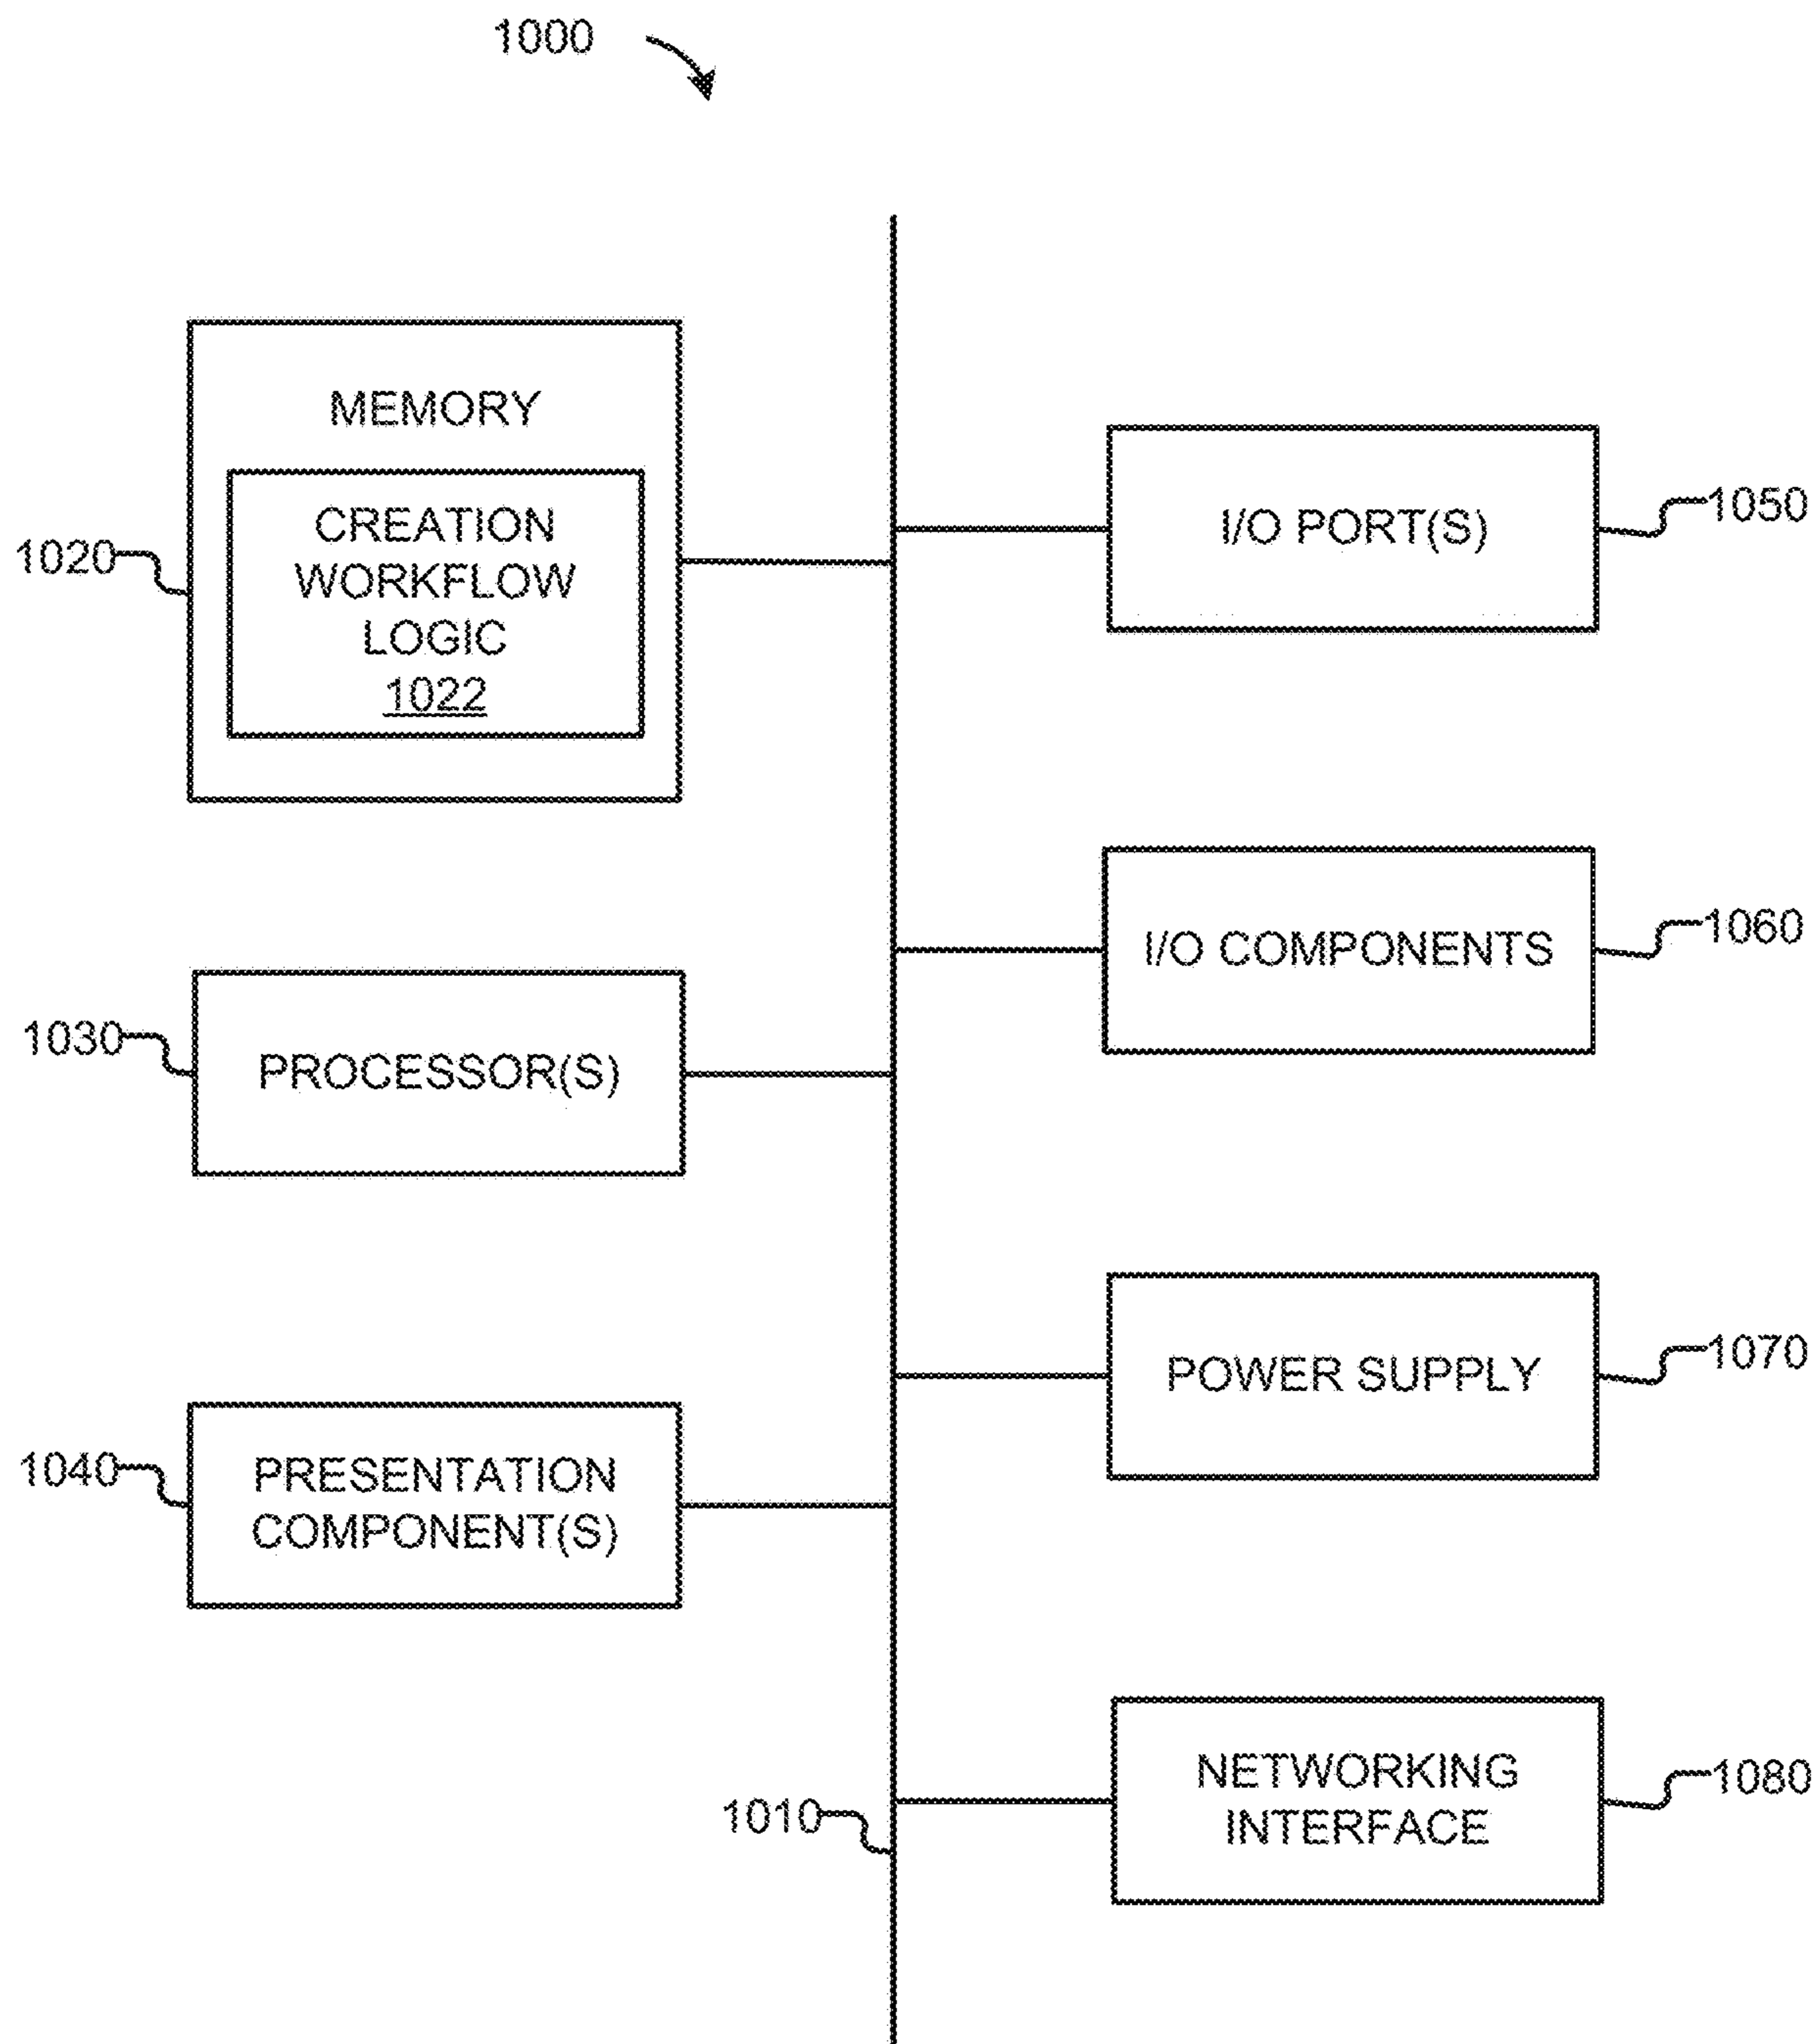 1000
MEMORY
CREATION
WORKFLOW
LOGIC
1022
1020
PROCESSOR(S)
1030
PRESENTATION
COMPONENT(S)
1040
1010
I/O PORT(S)
1050
I/O COMPONENTS
1060
POWER SUPPLY
1070
NETWORKING
INTERFACE
1080